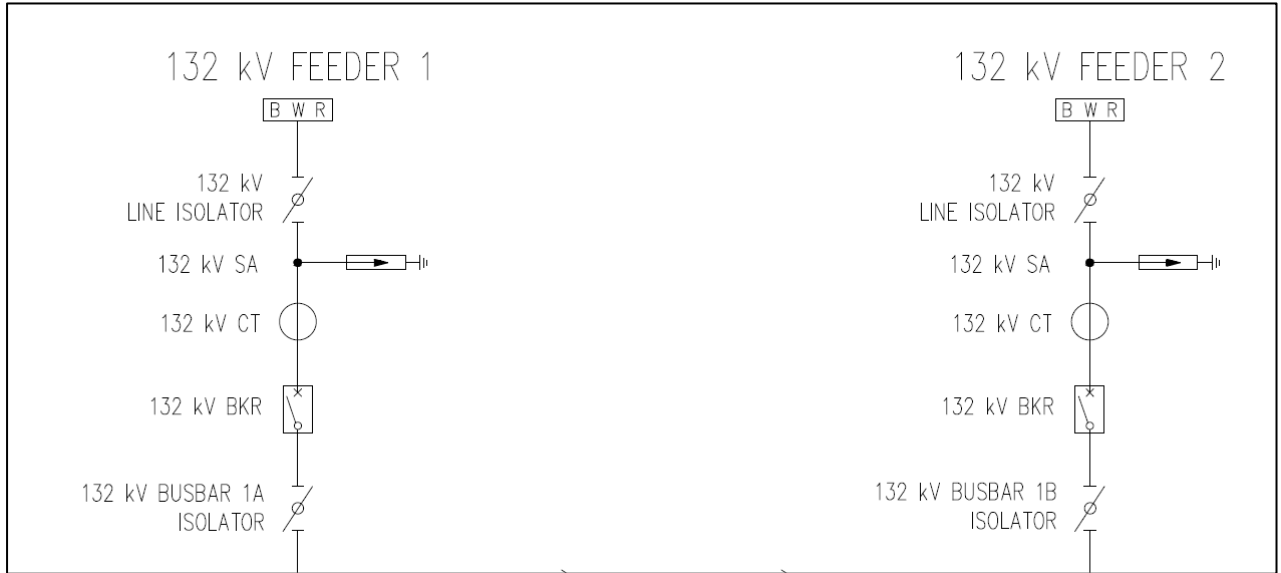 132 kV FEEDER 1
B W R
132 kV
LINE ISOLATOR
132 kV SA
132 kV CT
132 kV BKR
132 kV BUSBAR 1A
ISOLATOR
132 kV FEEDER 2
B W R
132 kV
LINE ISOLATOR
132 kV SA
132 kV CT
132 kV BKR
132 kV BUSBAR 1B
ISOLATOR